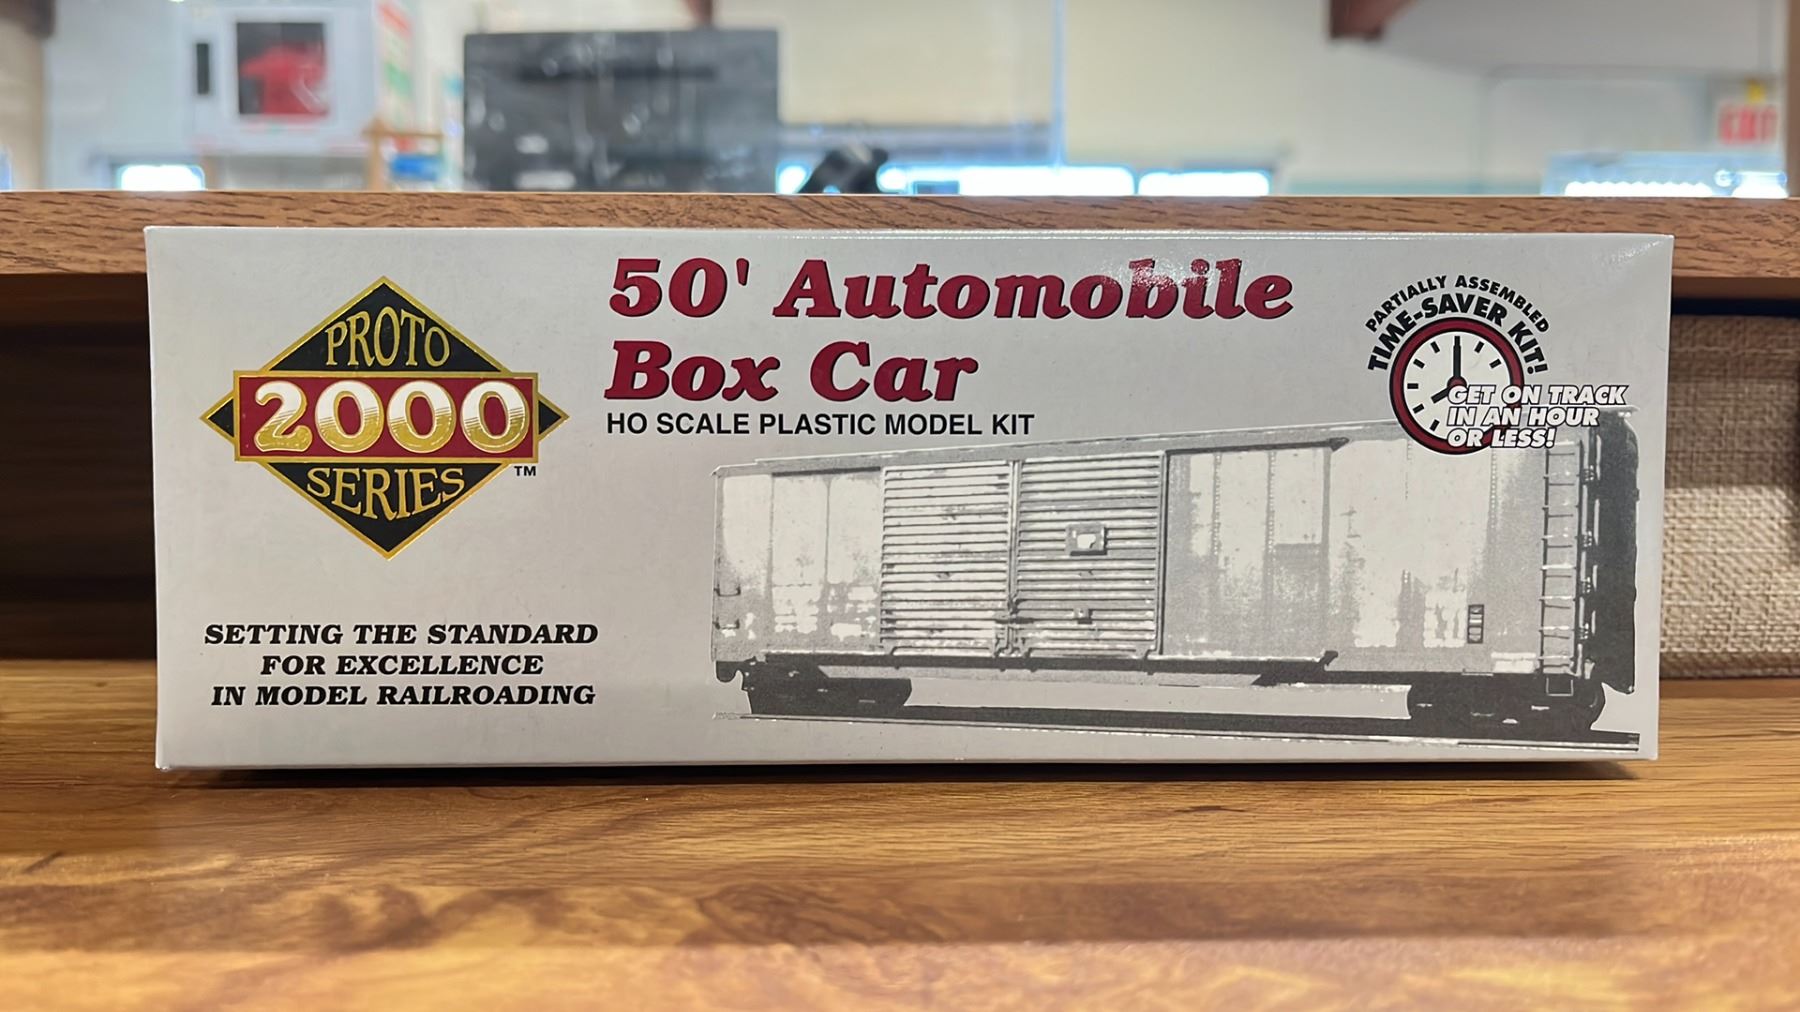 PROTO
2000
SERIES
TM
SETTING THE STANDARD
FOR EXCELLENCE
IN MODEL RAILROADING
50' Automobile
Box Car
HO SCALE PLASTIC MODEL KIT
PARTIALLY ASSEMBLED
TIME-SAVER KIT!
GET ON TRACK
IN AN HOUR
OR LESS!
EXIT